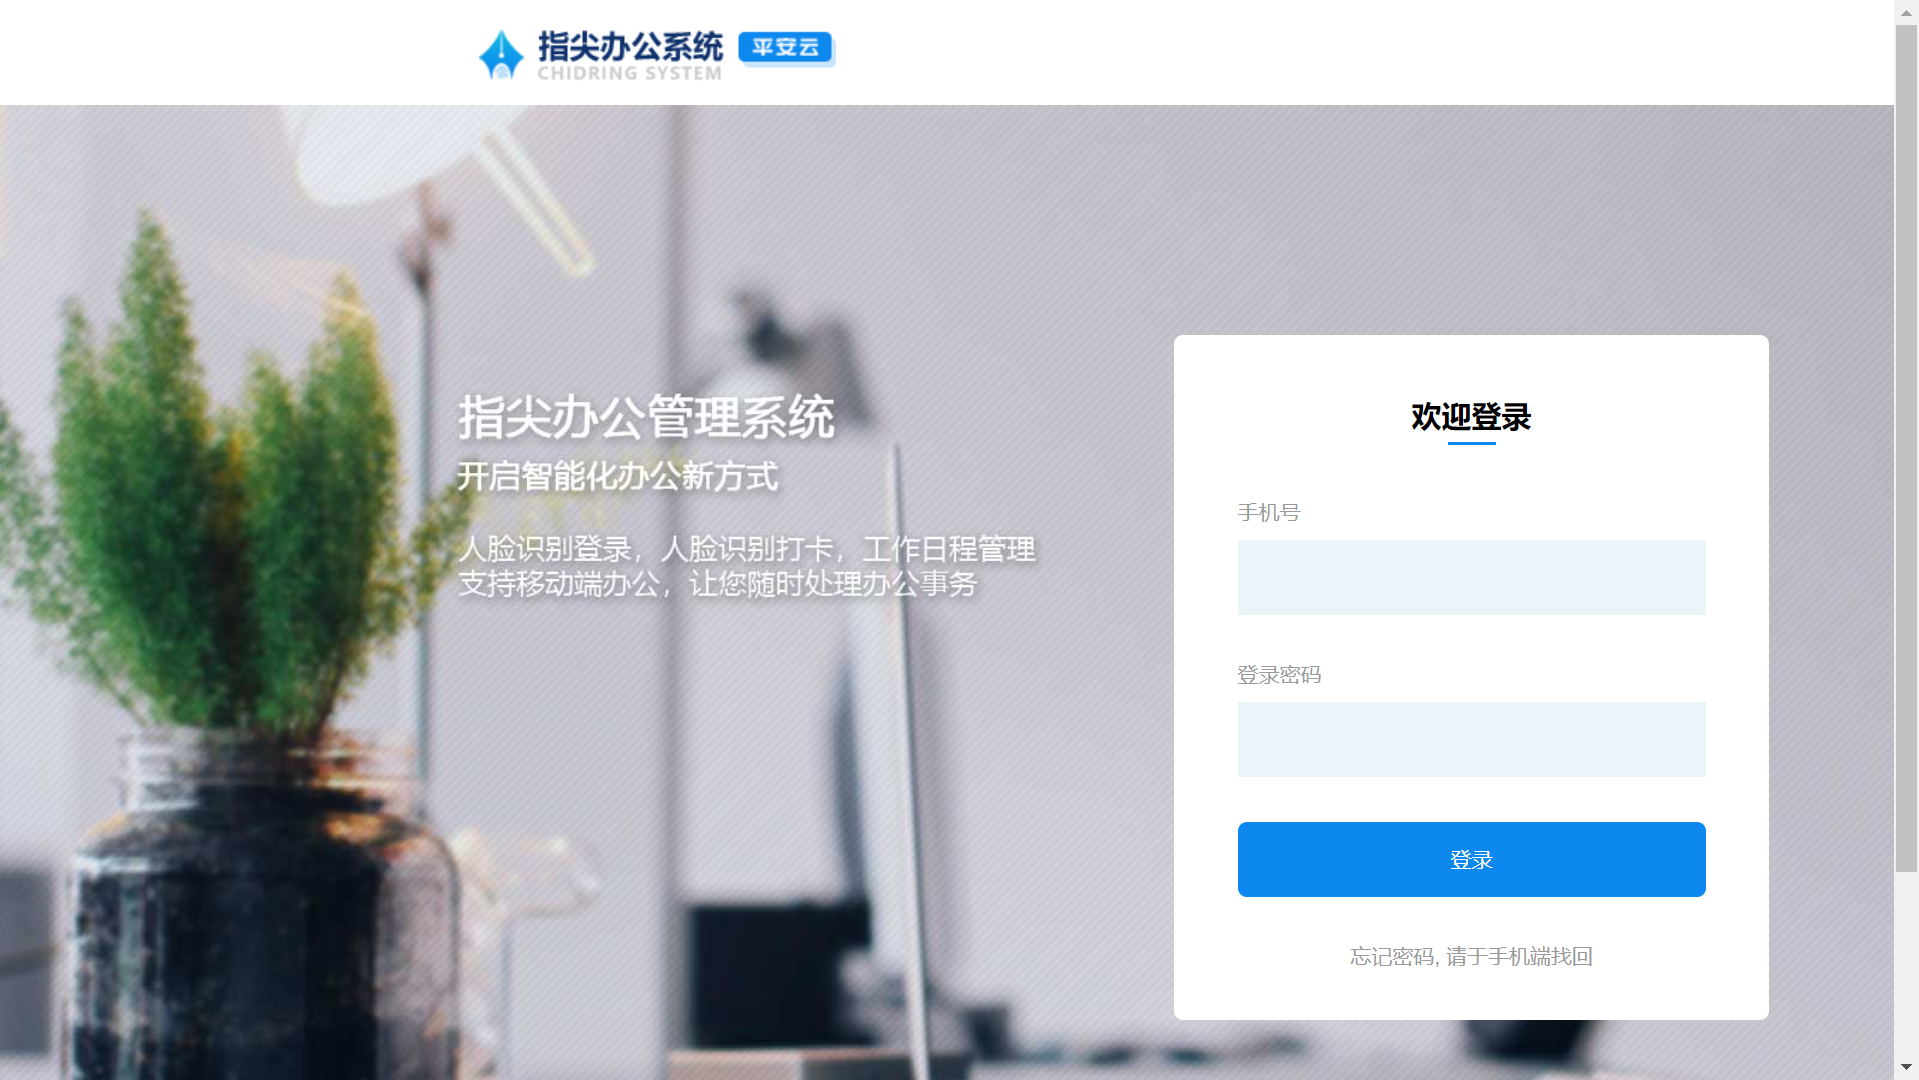 指尖办公系统 平安云
CHIDRING SYSTEM
指尖办公管理系统
开启智能化办公新方式
人脸识别登录，人脸识别打卡，工作日程管理
支持移动端办公，让您随时处理办公事务
欢迎登录
手机号
登录密码
登录
忘记密码, 请于手机端找回